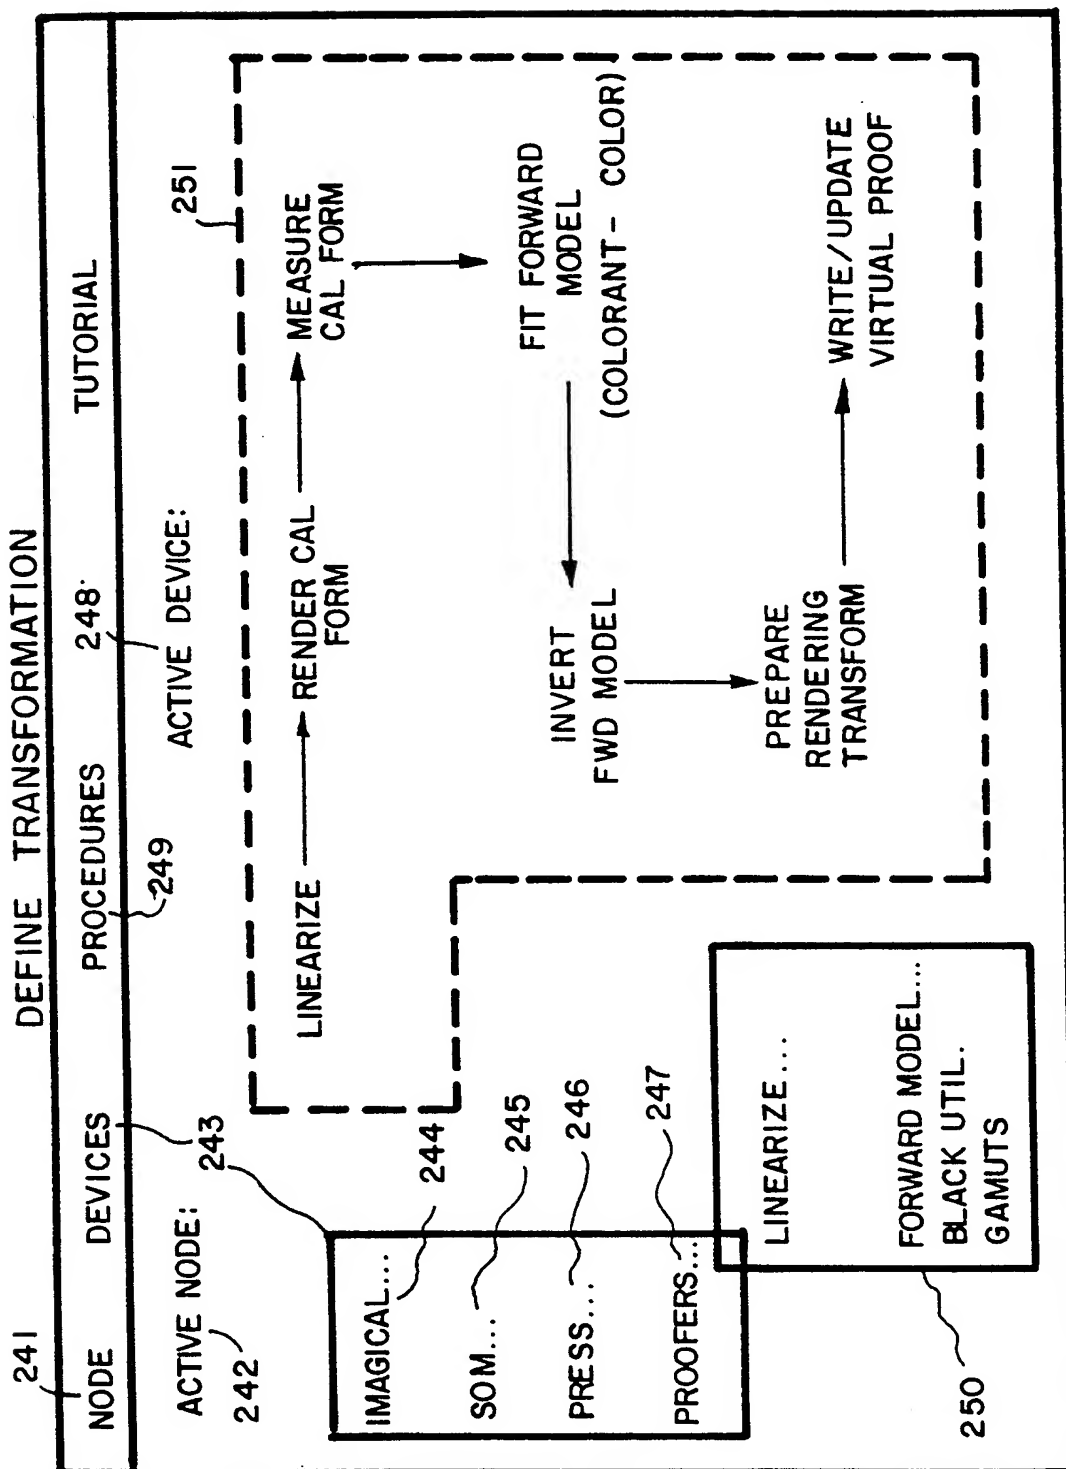 DEFINE TRANSFORMATION
241
NODE
DEVICES
PROCEDURES
TUTORIAL
243
249
248
ACTIVE NODE:
242
ACTIVE DEVICE:
251
IMAGICAL...
244
SOM...
245
PRESS...
246
PROOFERS...
247
LINEARIZE...
FORWARD MODEL...
BLACK UTIL.
GAMUTS
250
LINEARIZE
RENDER CAL
FORM
MEASURE
CAL FORM
FIT FORWARD
MODEL
(COLORANT- COLOR)
INVERT
FWD MODEL
PREPARE
RENDERING
TRANSFORM
WRITE/UPDATE
VIRTUAL PROOF